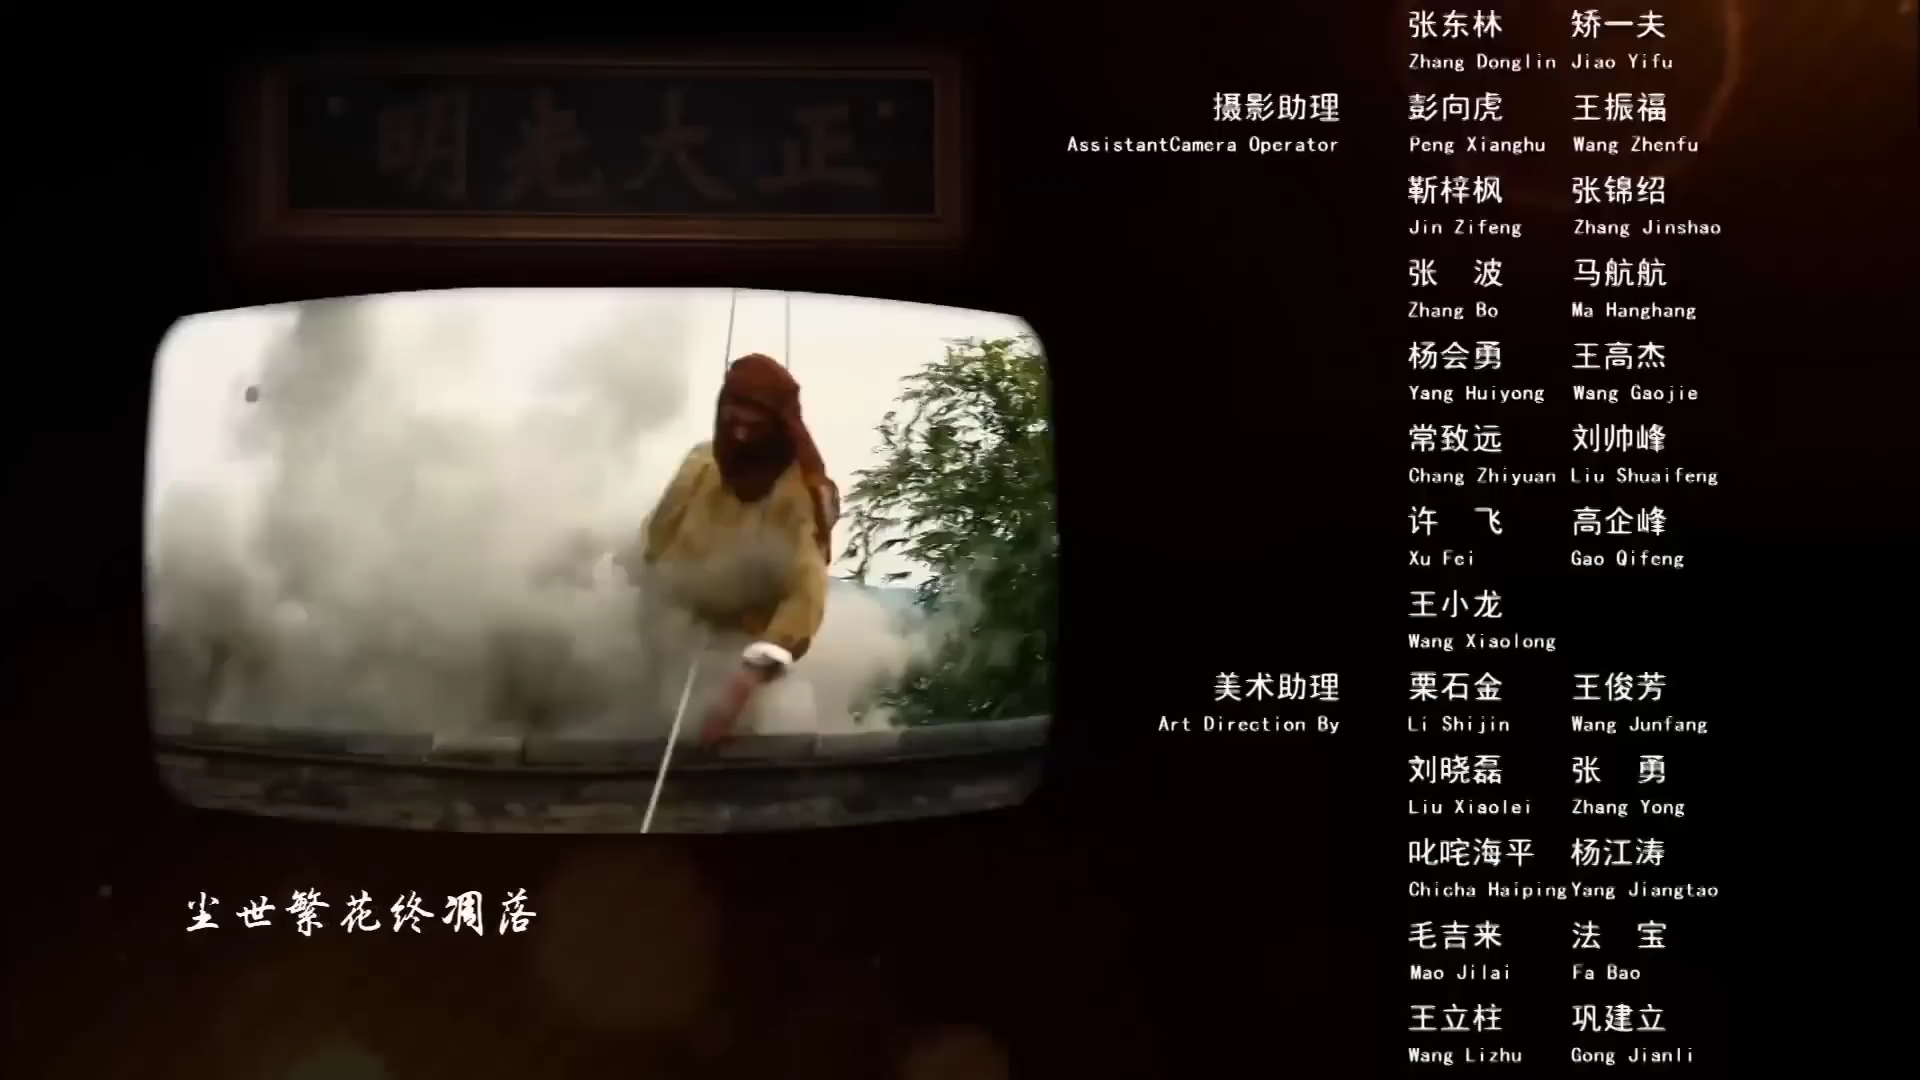 明光大正
张东林 矫一夫
Zhang Donglin Jiao Yifu
摄影助理 彭向虎 王振福
AssistantCamera Operator Peng Xianghu Wang Zhenfu
靳梓枫 张锦绍
Jin Zifeng Zhang Jinshao
张 波 马航航
Zhang Bo Ma Hanghang
杨会勇 王高杰
Yang Huiyong Wang Gaojie
常致远 刘帅峰
Chang Zhiyuan Liu Shuaifeng
许 飞 高企峰
Xu Fei Gao Qifeng
王小龙
Wang Xiaolong
美术助理 栗石金 王俊芳
Art Direction By Li Shijin Wang Junfang
刘晓磊 张 勇
Liu Xiaolei Zhang Yong
叱咤海平 杨江涛
Chicha Haiping Yang Jiangtao
毛吉来 法 宝
Mao Jilai Fa Bao
王立柱 巩建立
Wang Lizhu Gong Jianli
尘世繁花终凋落